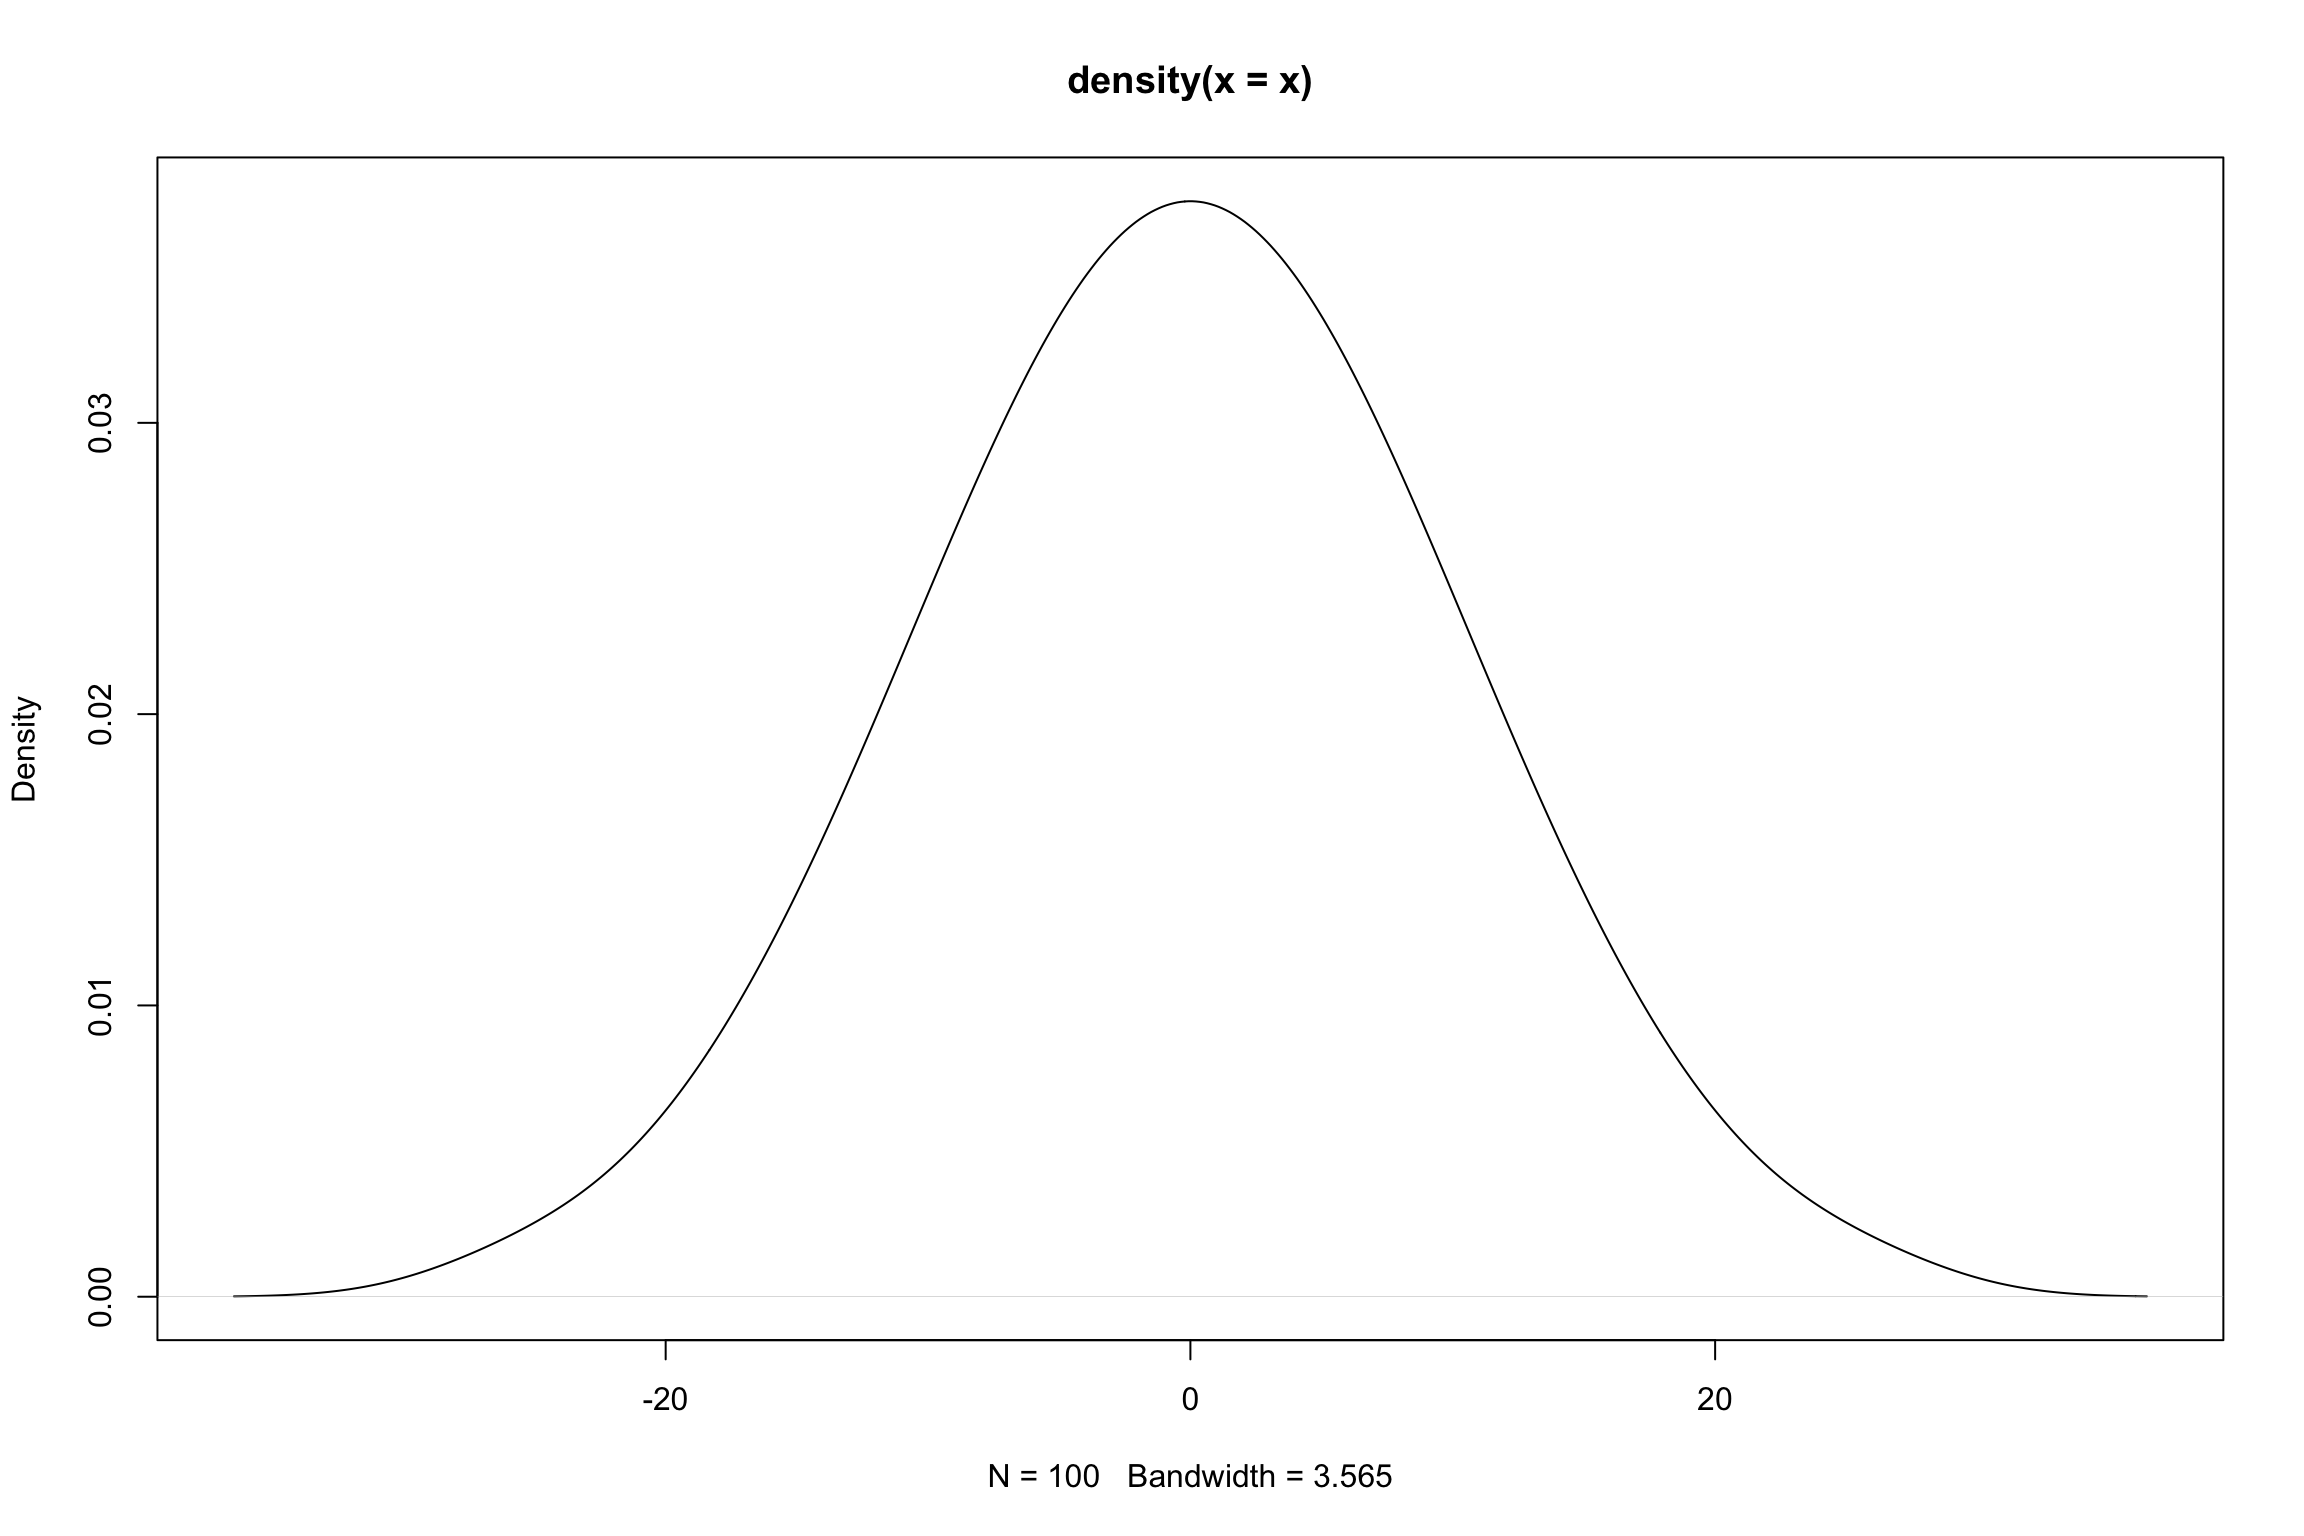 density(x = x)
Density
0.03
0.02
0.01
0.00
-20 0 20
N = 100 Bandwidth = 3.565